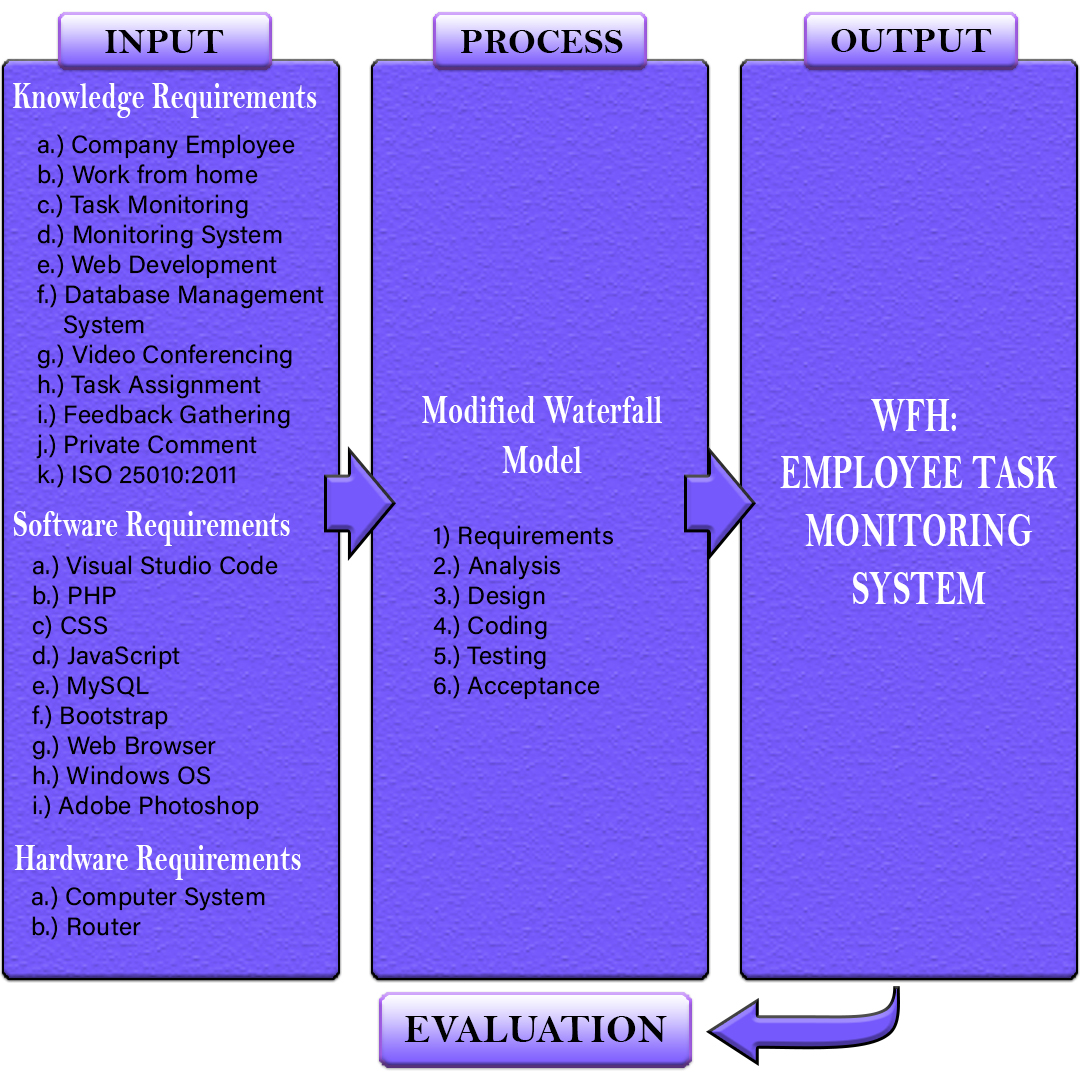 INPUT
Knowledge Requirements
a.) Company Employee
b.) Work from home
c.) Task Monitoring
d.) Monitoring System
e.) Web Development
f.) Database Management
System
g.) Video Conferencing
h.) Task Assignment
i.) Feedback Gathering
j.) Private Comment
k.) ISO 25010:2011
Software Requirements
a.) Visual Studio Code
b.) PHP
c) CSS
d.) JavaScript
e.) MySQL
f.) Bootstrap
g.) Web Browser
h.) Windows OS
i.) Adobe Photoshop
Hardware Requirements
a.) Computer System
b.) Router
PROCESS
Modified Waterfall
Model
1) Requirements
2.) Analysis
3.) Design
4.) Coding
5.) Testing
6.) Acceptance
OUTPUT
WFH:
EMPLOYEE TASK
MONITORING
SYSTEM
EVALUATION